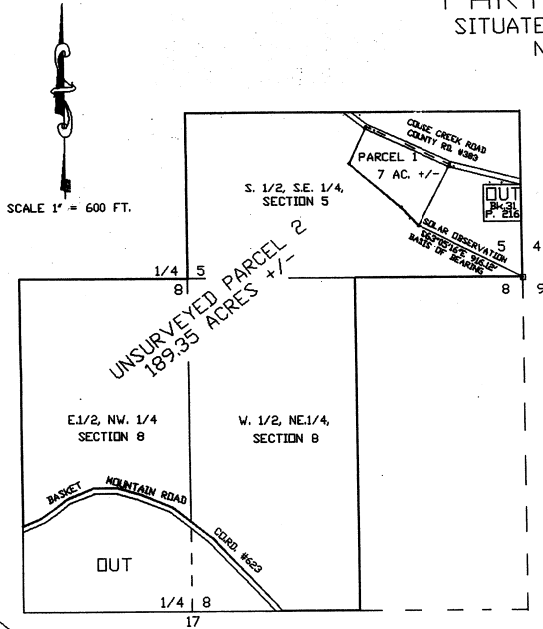 SITUATE
SCALE 1" = 600 FT.
COUSE CREEK ROAD
COUNTY RD. #383
PARCEL 1
7 AC. +/-
OUT
Bk.31
P. 216
S. 1/2, S.E. 1/4,
SECTION 5
SOLAR OBSERVATION
BASIS OF BEARING
5
4
8
9
1/4
5
8
UNSURVEYED PARCEL 2
189.35 ACRES +/-
E.1/2, NW. 1/4
SECTION 8
W. 1/2, NE.1/4,
SECTION 8
BASKET MOUNTAIN ROAD
CO.RD. #623
OUT
1/4
8
17